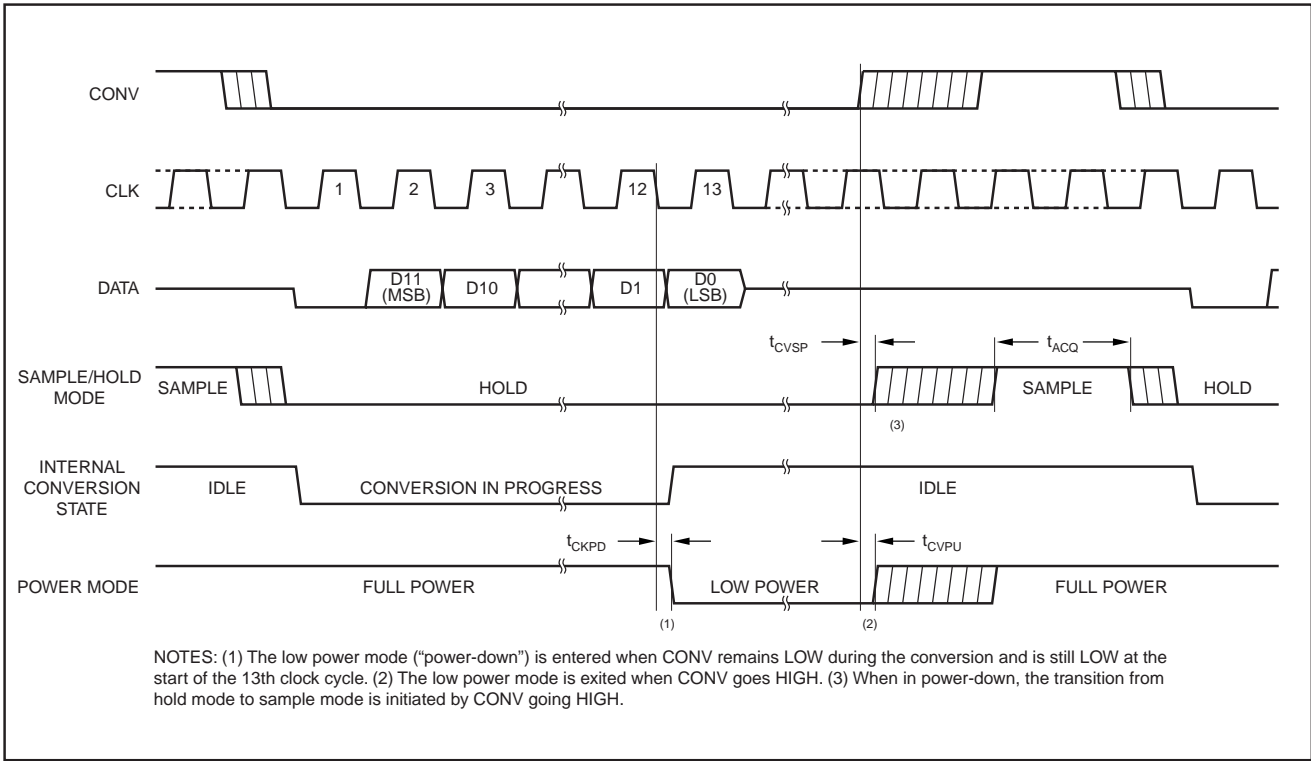 CONV
CLK
1
2
3
12
13
DATA
D11
(MSB)
D10
D1
D0
(LSB)
tCVSP
tACQ
SAMPLE/HOLD
MODE
SAMPLE
HOLD
SAMPLE
HOLD
(3)
INTERNAL
CONVERSION
STATE
IDLE
CONVERSION IN PROGRESS
IDLE
tCKPD
tCVPU
POWER MODE
FULL POWER
LOW POWER
FULL POWER
(1)
(2)
NOTES: (1) The low power mode (“power-down”) is entered when CONV remains LOW during the conversion and is still LOW at the
start of the 13th clock cycle. (2) The low power mode is exited when CONV goes HIGH. (3) When in power-down, the transition from
hold mode to sample mode is initiated by CONV going HIGH.